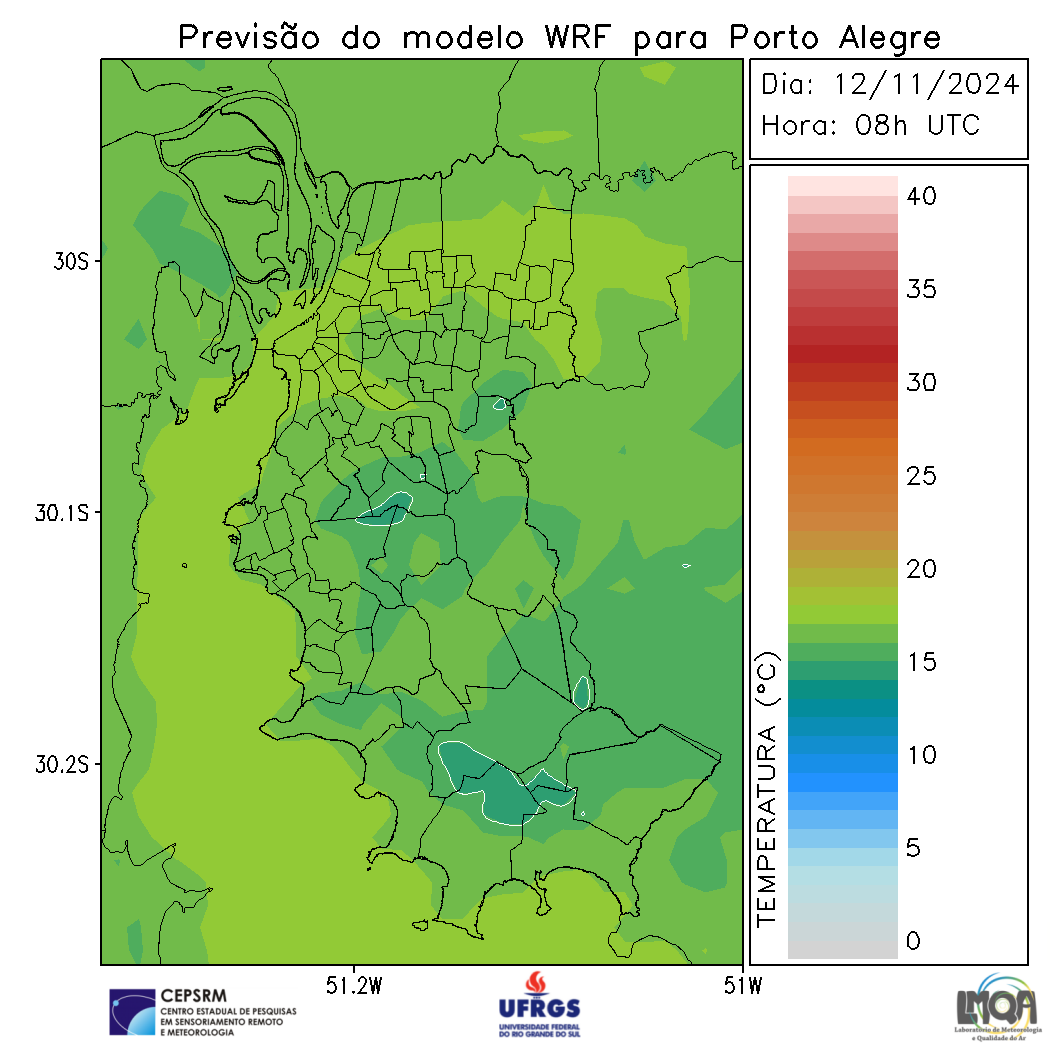 Previsão do modelo WRF para Porto Alegre
Dia: 12/11/2024
Hora: 08h UTC
40
35
30
25
20
15
10
5
0
TEMPERATURA (°C)
30S
30.1S
30.2S
51.2W
51W
CEPSRM
CENTRO ESTADUAL DE PESQUISAS
EM SENSORIAMENTO REMOTO
E METEOROLOGIA
UFRGS
UNIVERSIDADE FEDERAL
DO RIO GRANDE DO SUL
LMQA
Laboratório de Meteorologia
e Qualidade do Ar